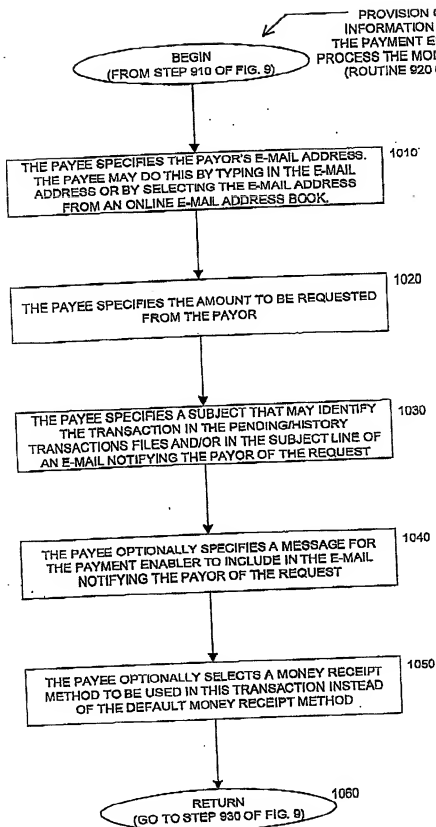 PROVISION
INFORMATION
THE PAYMENT E
PROCESS THE MOD
(ROUTINE 920
BEGIN
(FROM STEP 910 OF FIG. 9)
1010
THE PAYEE SPECIFIES THE PAYOR'S E-MAIL ADDRESS.
THE PAYEE MAY DO THIS BY TYPING IN THE E-MAIL
ADDRESS OR BY SELECTING THE E-MAIL ADDRESS
FROM AN ONLINE E-MAIL ADDRESS BOOK.
1020
THE PAYEE SPECIFIES THE AMOUNT TO BE REQUESTED
FROM THE PAYOR
1030
THE PAYEE SPECIFIES A SUBJECT THAT MAY IDENTIFY
THE TRANSACTION IN THE PENDING/HISTORY
TRANSACTIONS FILES AND/OR IN THE SUBJECT LINE OF
AN E-MAIL NOTIFYING THE PAYOR OF THE REQUEST
1040
THE PAYEE OPTIONALLY SPECIFIES A MESSAGE FOR
THE PAYMENT ENABLER TO INCLUDE IN THE E-MAIL
NOTIFYING THE PAYOR OF THE REQUEST
1050
THE PAYEE OPTIONALLY SELECTS A MONEY RECEIPT
METHOD TO BE USED IN THIS TRANSACTION INSTEAD
OF THE DEFAULT MONEY RECEIPT METHOD
1060
RETURN
(GO TO STEP 930 OF FIG. 9)